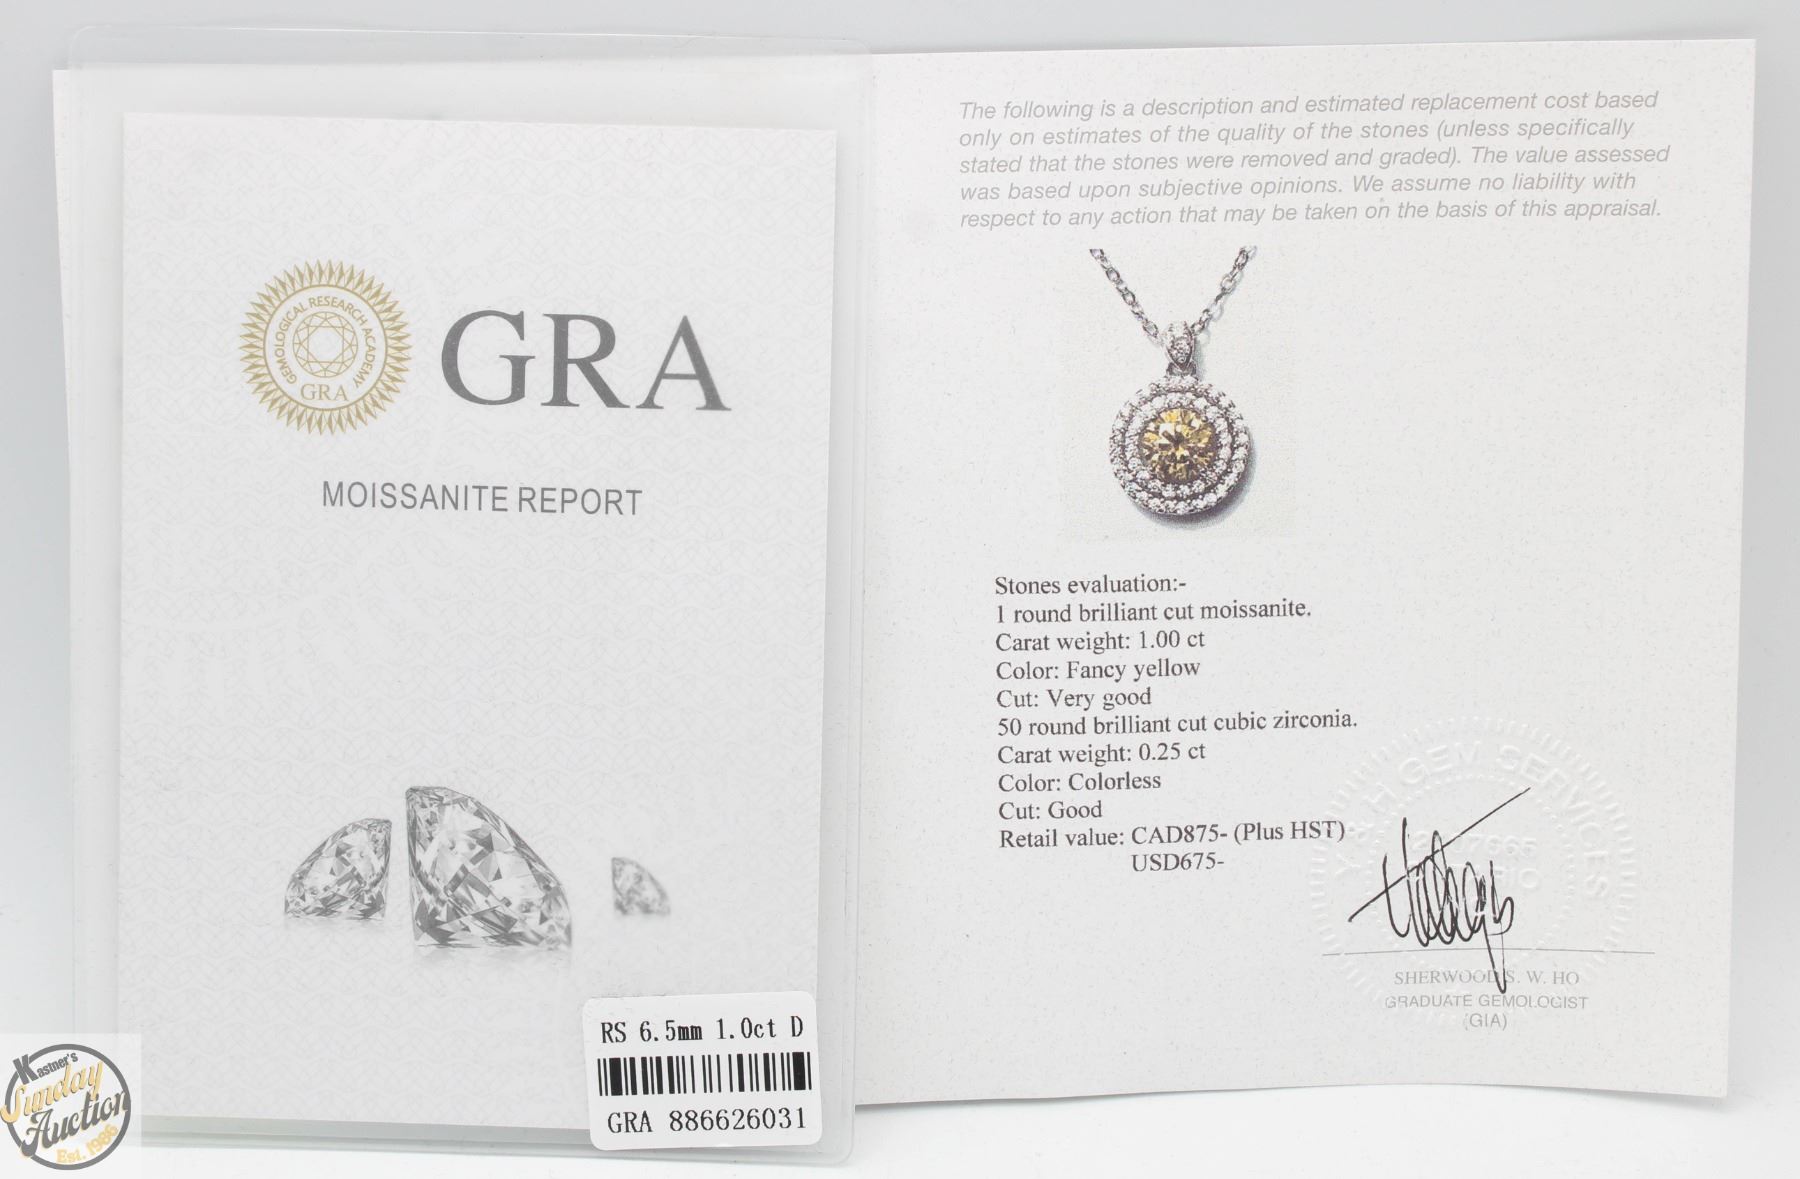 GEMOLOGICAL RESEARCH ACADEMY
GRA
GRA
MOISSANITE REPORT
RS 6.5mm 1.0ct D
GRA 886626031
The following is a description and estimated replacement cost based
only on estimates of the quality of the stones (unless specifically
stated that the stones were removed and graded). The value assessed
was based upon subjective opinions. We assume no liability with
respect to any action that may be taken on the basis of this appraisal.
Stones evaluation:-
1 round brilliant cut moissanite.
Carat weight: 1.00 ct
Color: Fancy yellow
Cut: Very good
50 round brilliant cut cubic zirconia.
Carat weight: 0.25 ct
Color: Colorless
Cut: Good
Retail value: CAD875- (Plus HST)
USD675-
GEM SERVICES
SHERWOOD S. W. HO
GRADUATE GEMOLOGIST
(GIA)
Kastner's
Sunday
Auction
Est. 1986